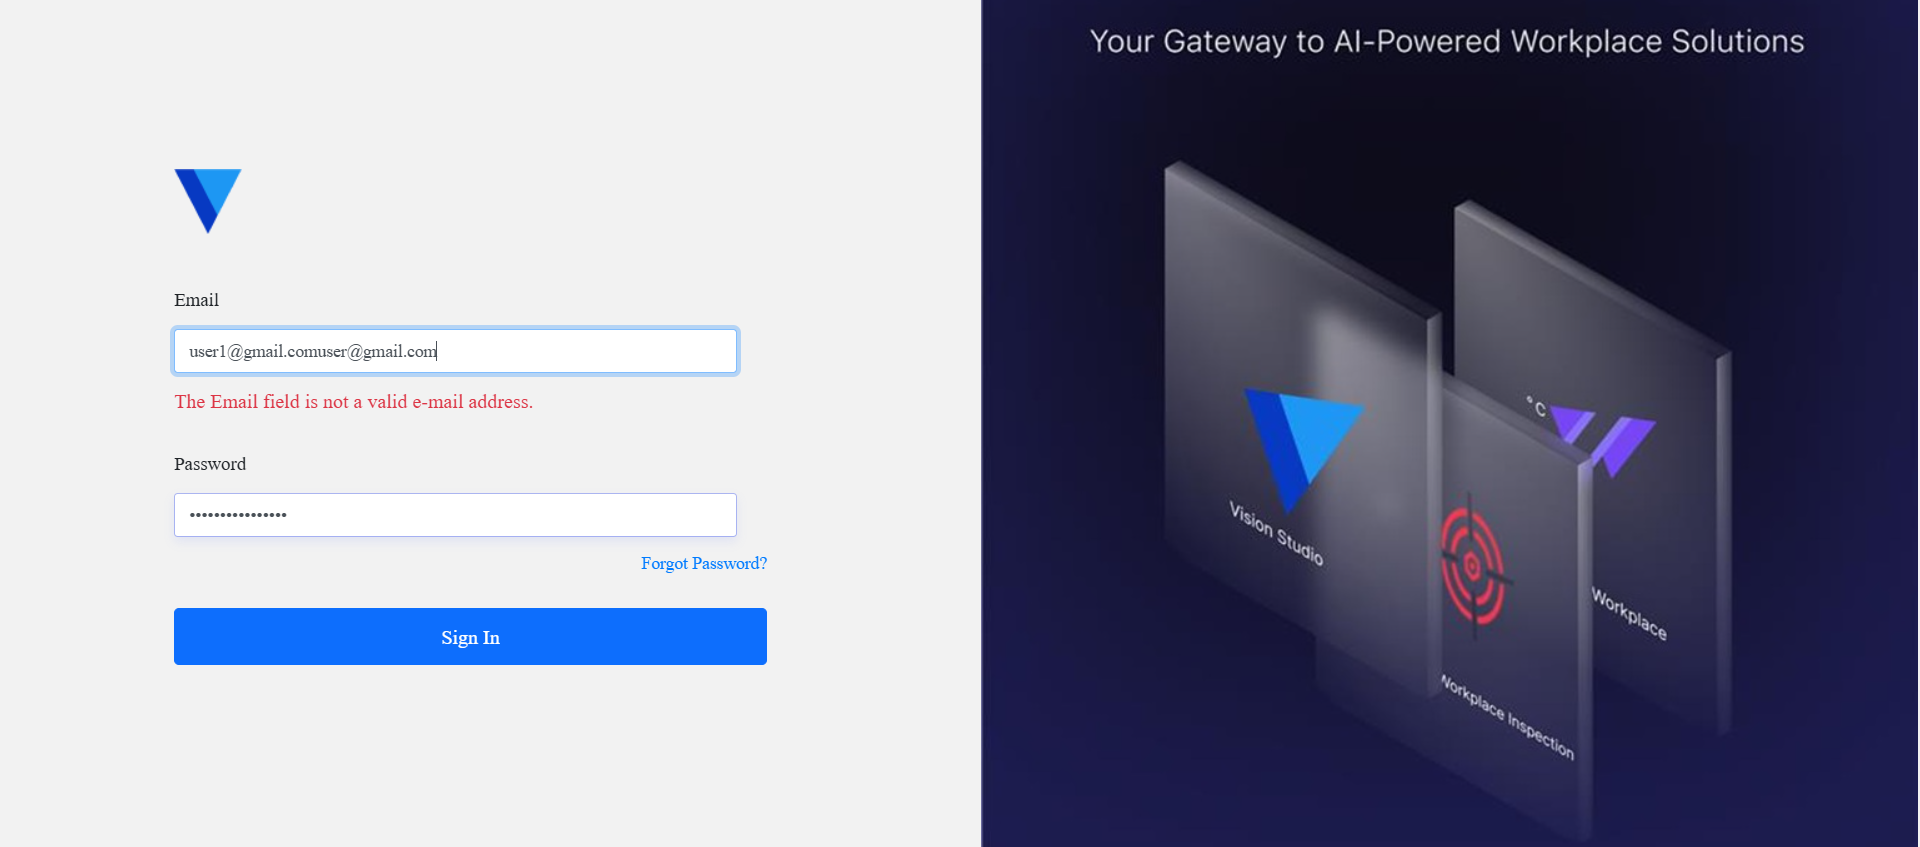 Email
user1@gmail.comuser@gmail.com
The Email field is not a valid e-mail address.
Password
••••••••••••••••
Forgot Password?
Sign In
Your Gateway to AI-Powered Workplace Solutions
Vision Studio
°C
Workplace
Workplace Inspection